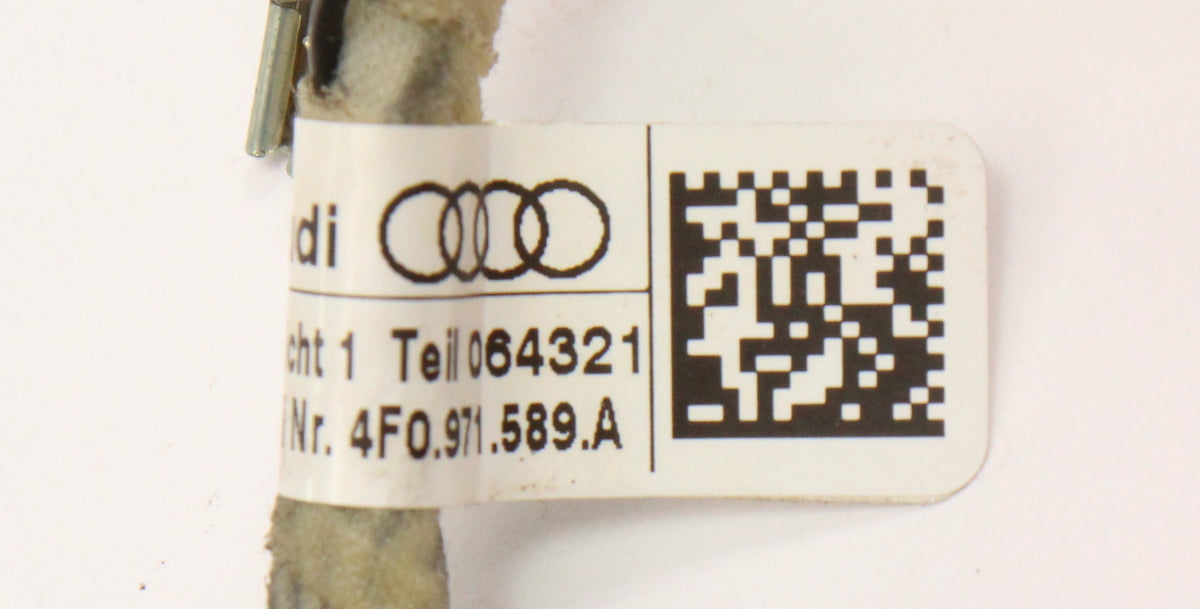 udi
cht 1 Teil 064321
Nr. 4F0.971.589.A